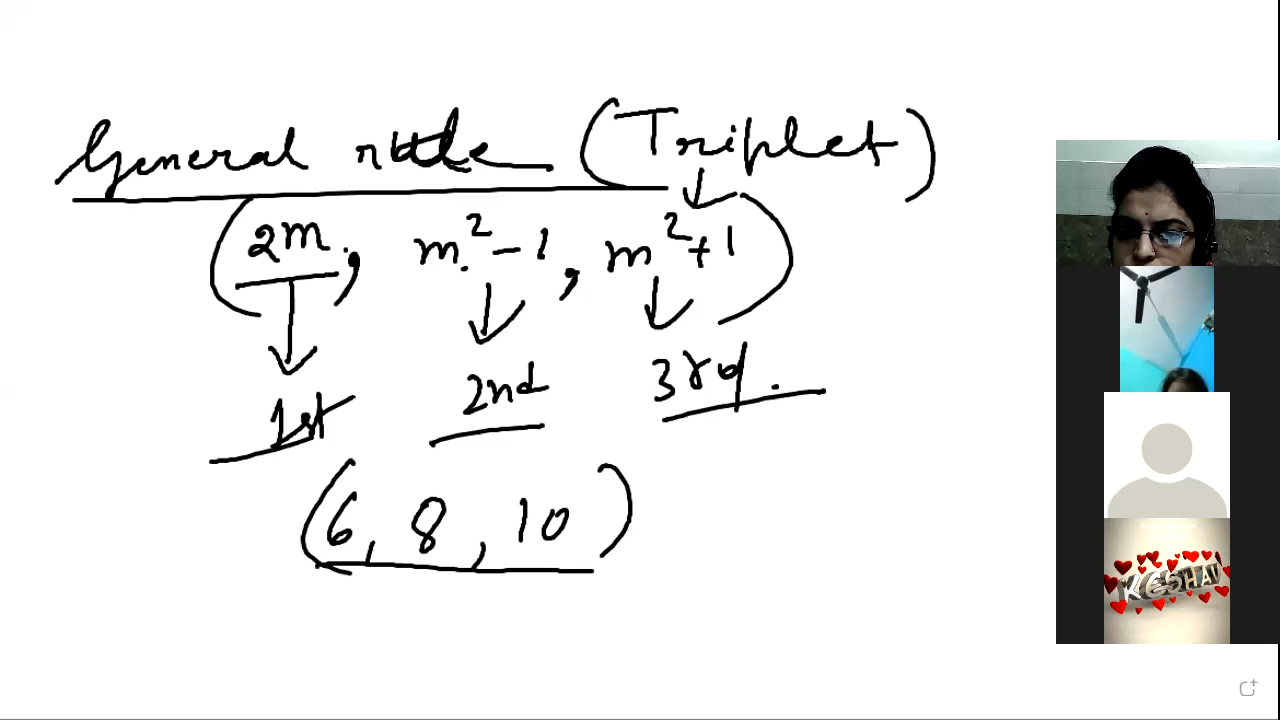 General rule (Triplet)
(2m, m²-1, m²+1)
1st 2nd 3rd.
(6, 8, 10)
KESHAV